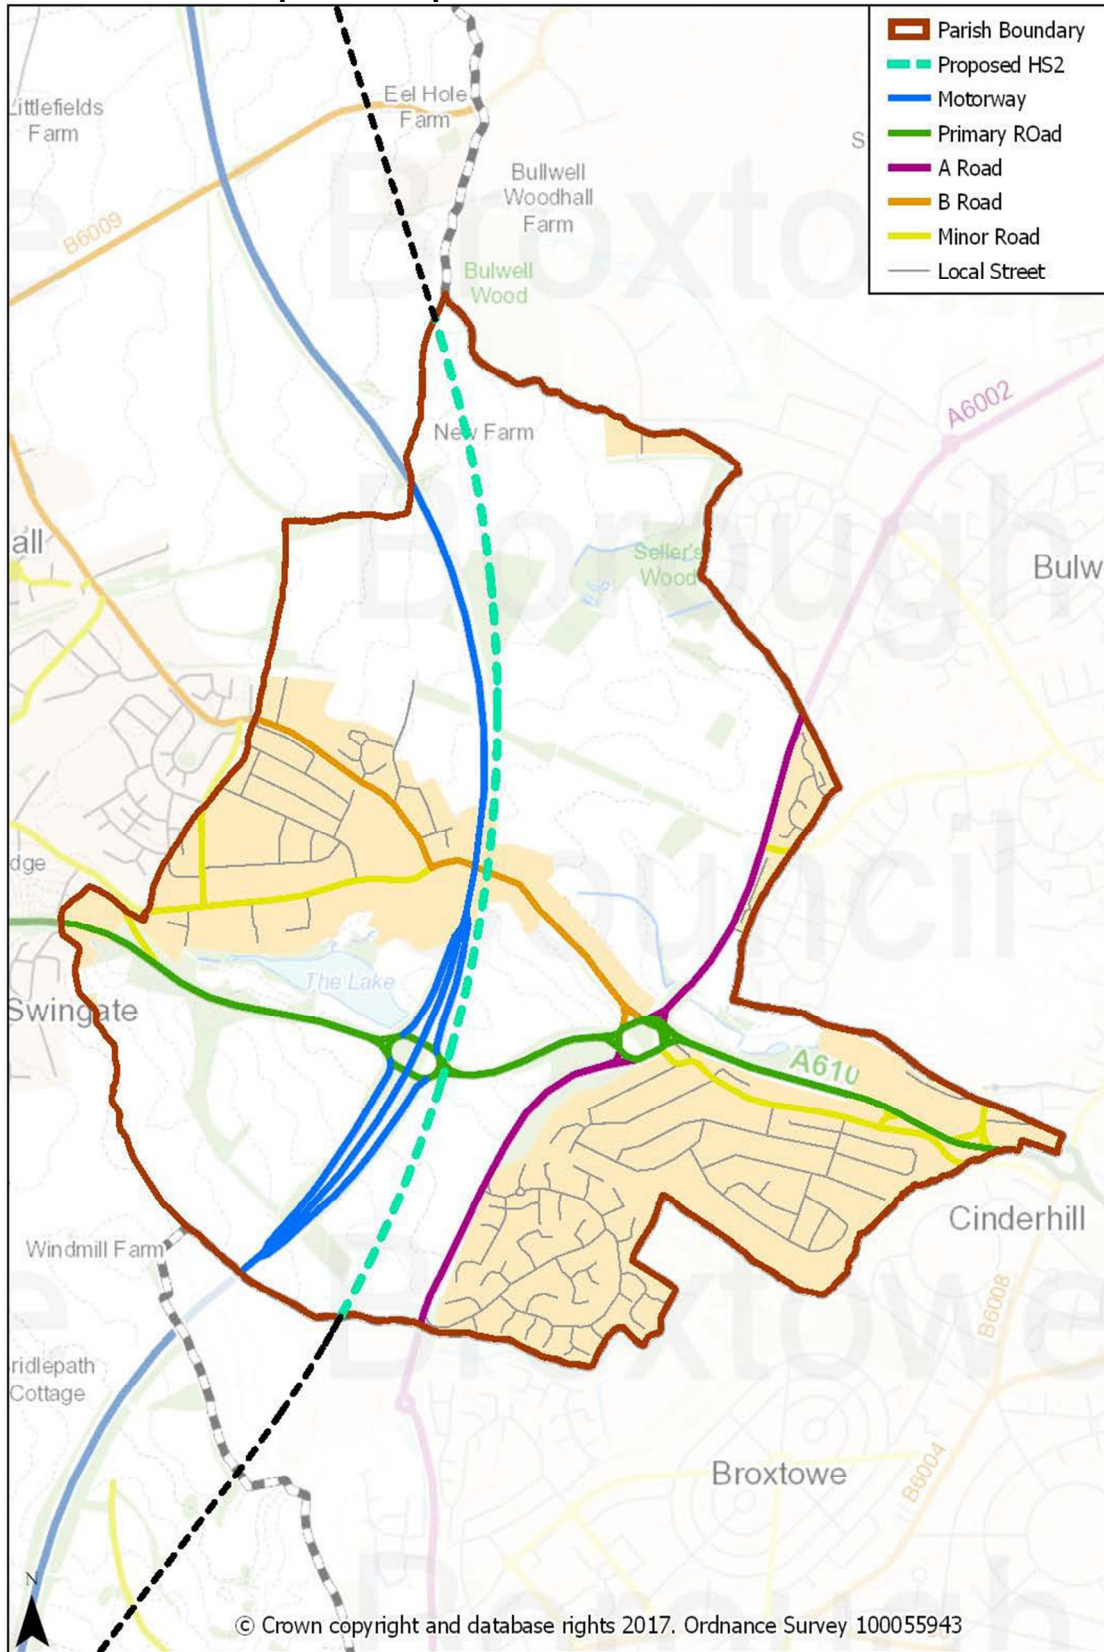 Parish Boundary
Proposed HS2
Motorway
Primary ROad
A Road
B Road
Minor Road
Local Street
Littlefields
Farm
Eel Hole
Farm
Bullwell
Woodhall
Farm
S
B6009
Bulwell
Wood
Broxtowe
A6002
New Farm
all
Borough
Seller's
Wood
Bulw
dge
Council
The Lake
Swingate
A610
Cinderhill
Windmill Farm
Broxtowe
B6008
ridlepath
Cottage
Broxtowe
B6004
Borough
N
© Crown copyright and database rights 2017. Ordnance Survey 100055943